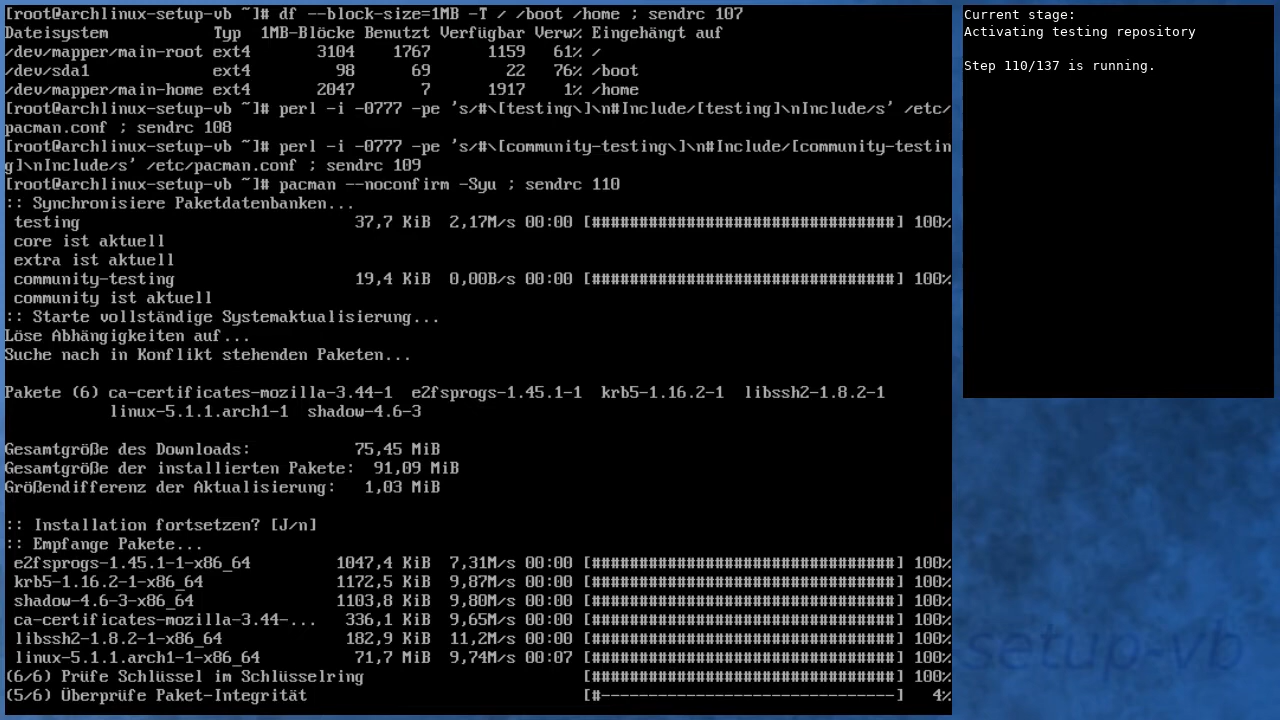 [root@archlinux-setup-vb ~]# df --block-size=1MB -T / /boot /home ; sendrc 107
Dateisystem           Typ  1MB-Blöcke Benutzt Verfügbar Verw% Eingehängt auf
/dev/mapper/main-root ext4       3104    1767      1159   61% /
/dev/sda1             ext4         98      69        22   76% /boot
/dev/mapper/main-home ext4       2047       7      1917    1% /home
[root@archlinux-setup-vb ~]# perl -i -0777 -pe 's/#\[testing\]\n#Include/[testing]\nInclude/s' /etc/
pacman.conf ; sendrc 108
[root@archlinux-setup-vb ~]# perl -i -0777 -pe 's/#\[community-testing\]\n#Include/[community-testin
g]\nInclude/s' /etc/pacman.conf ; sendrc 109
[root@archlinux-setup-vb ~]# pacman --noconfirm -Syu ; sendrc 110
:: Synchronisiere Paketdatenbanken...
 testing                             37,7 KiB  2,17M/s 00:00 [################################] 100%
 core ist aktuell
 extra ist aktuell
 community-testing                   19,4 KiB  0,00B/s 00:00 [################################] 100%
 community ist aktuell
:: Starte vollständige Systemaktualisierung...
Löse Abhängigkeiten auf...
Suche nach in Konflikt stehenden Paketen...
Pakete (6) ca-certificates-mozilla-3.44-1  e2fsprogs-1.45.1-1  krb5-1.16.2-1  libssh2-1.8.2-1
           linux-5.1.1.arch1-1  shadow-4.6-3
Gesamtgröße des Downloads:           75,45 MiB
Gesamtgröße der installierten Pakete:  91,09 MiB
Größendifferenz der Aktualisierung:   1,03 MiB
:: Installation fortsetzen? [J/n]
:: Empfange Pakete...
 e2fsprogs-1.45.1-1-x86_64         1047,4 KiB  7,31M/s 00:00 [################################] 100%
 krb5-1.16.2-1-x86_64              1172,5 KiB  9,87M/s 00:00 [################################] 100%
 shadow-4.6-3-x86_64               1103,8 KiB  9,80M/s 00:00 [################################] 100%
 ca-certificates-mozilla-3.44-...   336,1 KiB  9,65M/s 00:00 [################################] 100%
 libssh2-1.8.2-1-x86_64             182,9 KiB  11,2M/s 00:00 [################################] 100%
 linux-5.1.1.arch1-1-x86_64          71,7 MiB  9,74M/s 00:07 [################################] 100%
(6/6) Prüfe Schlüssel im Schlüsselring                       [################################] 100%
(5/6) Überprüfe Paket-Integrität                             [#-------------------------------]   4%
Current stage:
Activating testing repository
Step 110/137 is running.
setup-vb